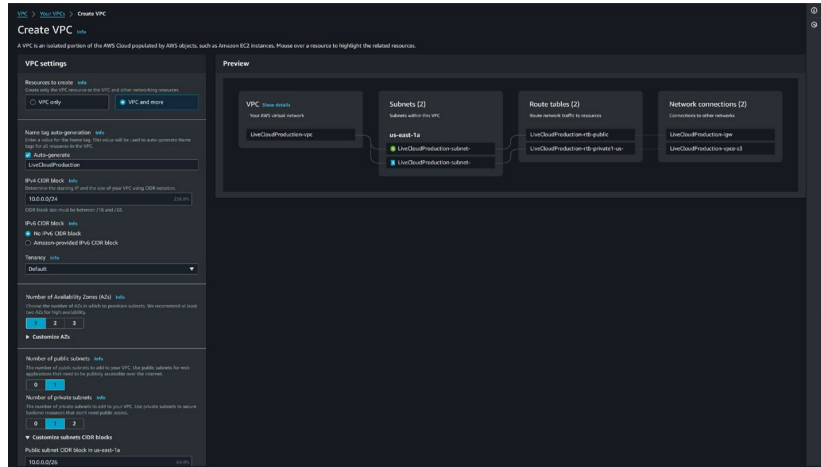 VPC > Your VPCs > Create VPC
Create VPC Info
A VPC is an isolated portion of the AWS Cloud populated by AWS objects, such as Amazon EC2 instances. Mouse over a resource to highlight the related resources.
VPC settings
Resources to create Info
Create only the VPC resource or the VPC and other networking resources.
VPC only
VPC and more
Name tag auto-generation Info
Enter a value for the Name tag. This value will be used to auto-generate Name
tags for all resources in the VPC.
Auto-generate
LiveCloudProduction
IPv4 CIDR block Info
Determine the starting IP and the size of your VPC using CIDR notation.
10.0.0.0/24
256 IPs
CIDR block size must be between /16 and /28.
IPv6 CIDR block Info
No IPv6 CIDR block
Amazon-provided IPv6 CIDR block
Tenancy Info
Default
Number of Availability Zones (AZs) Info
Choose the number of AZs in which to provision subnets. We recommend at least
two AZs for high availability.
1 2 3
Customize AZs
Number of public subnets Info
The number of public subnets to add to your VPC. Use public subnets for web
applications that need to be publicly accessible over the internet.
0 1
Number of private subnets Info
The number of private subnets to add to your VPC. Use private subnets to secure
backend resources that don't need public access.
0 1 2
Customize subnets CIDR blocks
Public subnet CIDR block in us-east-1a
10.0.0.0/26
64 IPs
Preview
VPC Show details
Your AWS virtual network
LiveCloudProduction-vpc
Subnets (2)
Subnets within this VPC
us-east-1a
LiveCloudProduction-subnet-
LiveCloudProduction-subnet-
Route tables (2)
Route network traffic to resources
LiveCloudProduction-rtb-public
LiveCloudProduction-rtb-private1-us-
Network connections (2)
Connections to other networks
LiveCloudProduction-igw
LiveCloudProduction-vpce-s3